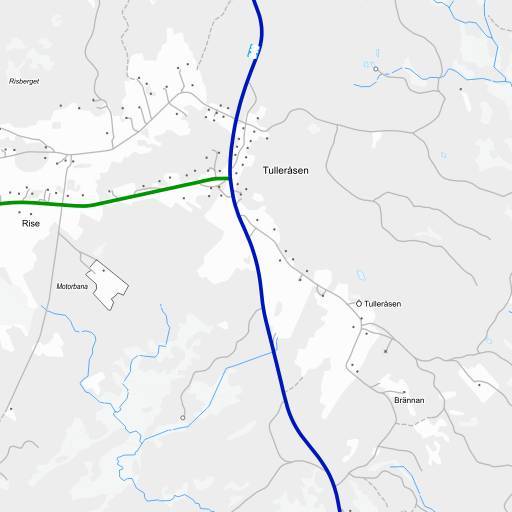 Risberget
Tulleråsen
Rise
Motorbana
Ö Tulleråsen
Brännan